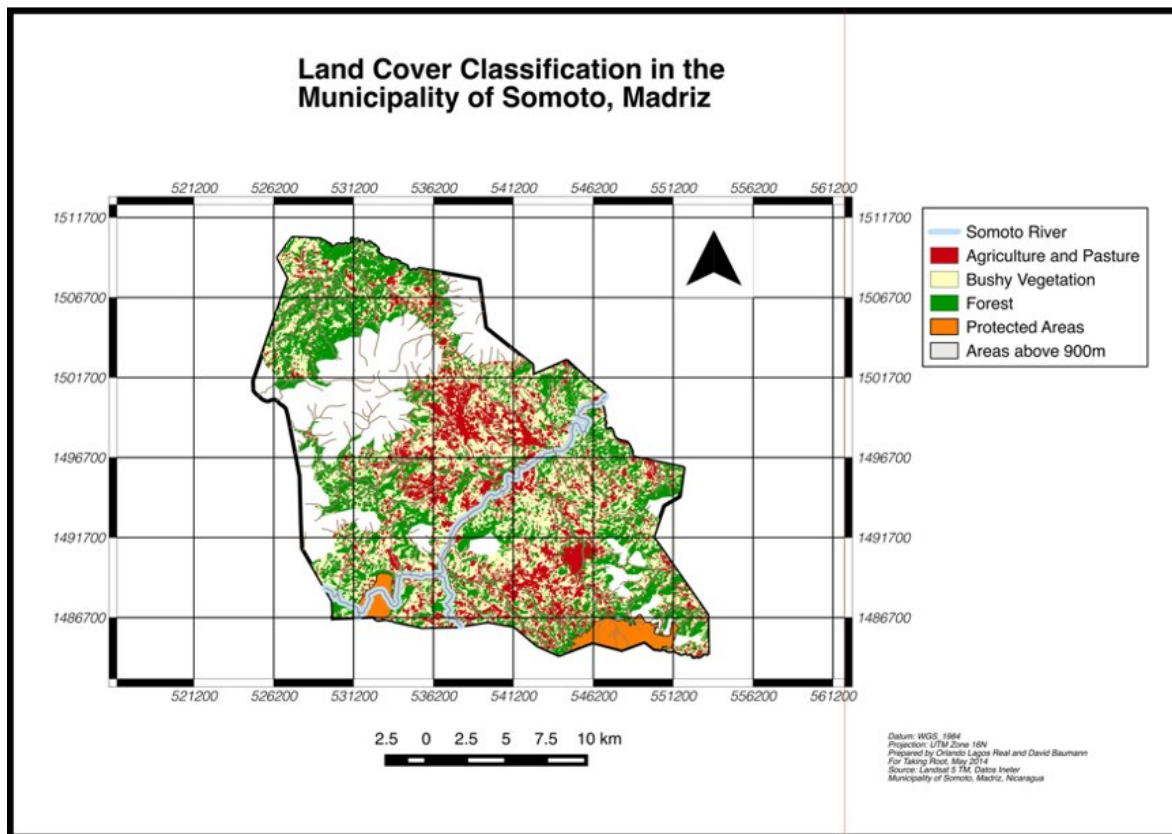 Land Cover Classification in the
Municipality of Somoto, Madriz
521200 526200 531200 536200 541200 546200 551200 556200 561200
1511700 1511700
Somoto River
Agriculture and Pasture
Bushy Vegetation
Forest
Protected Areas
Areas above 900m
1506700 1506700
1501700 1501700
1496700 1496700
1491700 1491700
1486700 1486700
521200 526200 531200 536200 541200 546200 551200 556200 561200
2.5 0 2.5 5 7.5 10 km
Datum: WGS_1984
Projection: UTM Zone 16N
Prepared by Orlando Lagos Real and David Baumann
For Taking Root, May 2014
Source: Landsat 5 TM, Datos Ineter
Municipality of Somoto, Madriz, Nicaragua